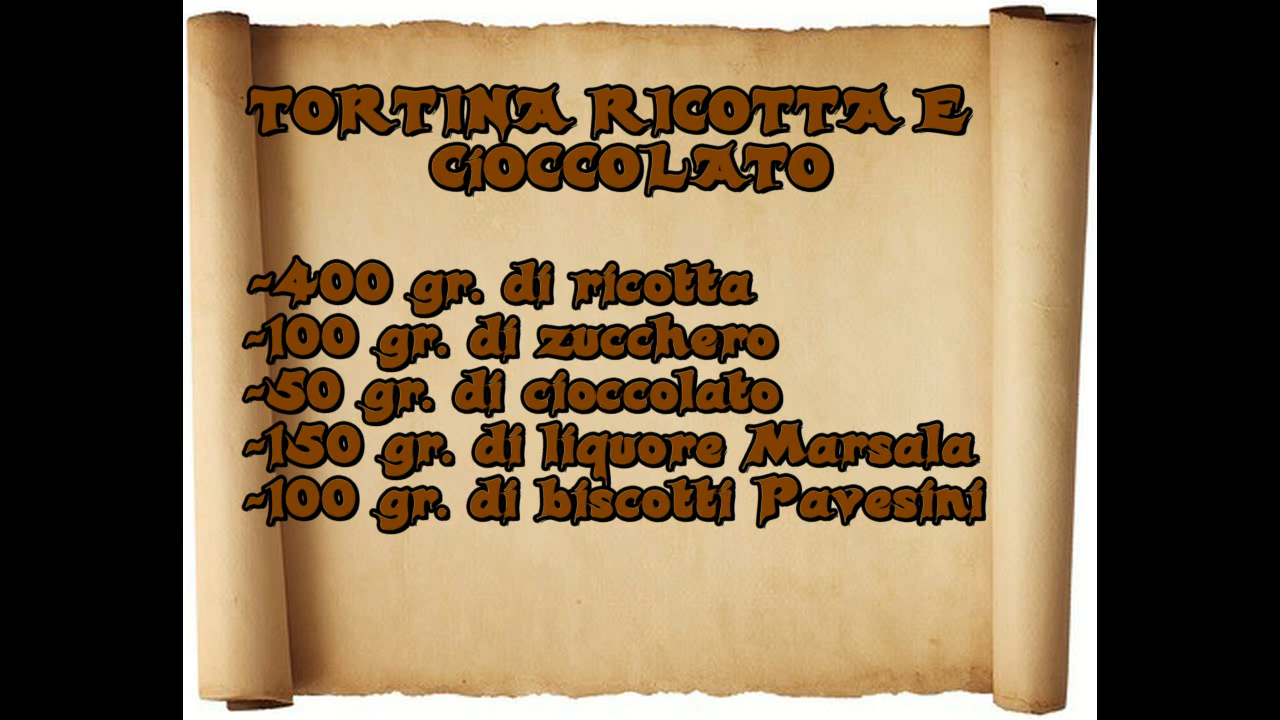 TORTINA RICOTTA E
CiOCCOLATO
~400 gr. di ricotta
~100 gr. di zucchero
~50 gr. di cioccolato
~150 gr. di liquore Marsala
~100 gr. di biscotti Pavesini